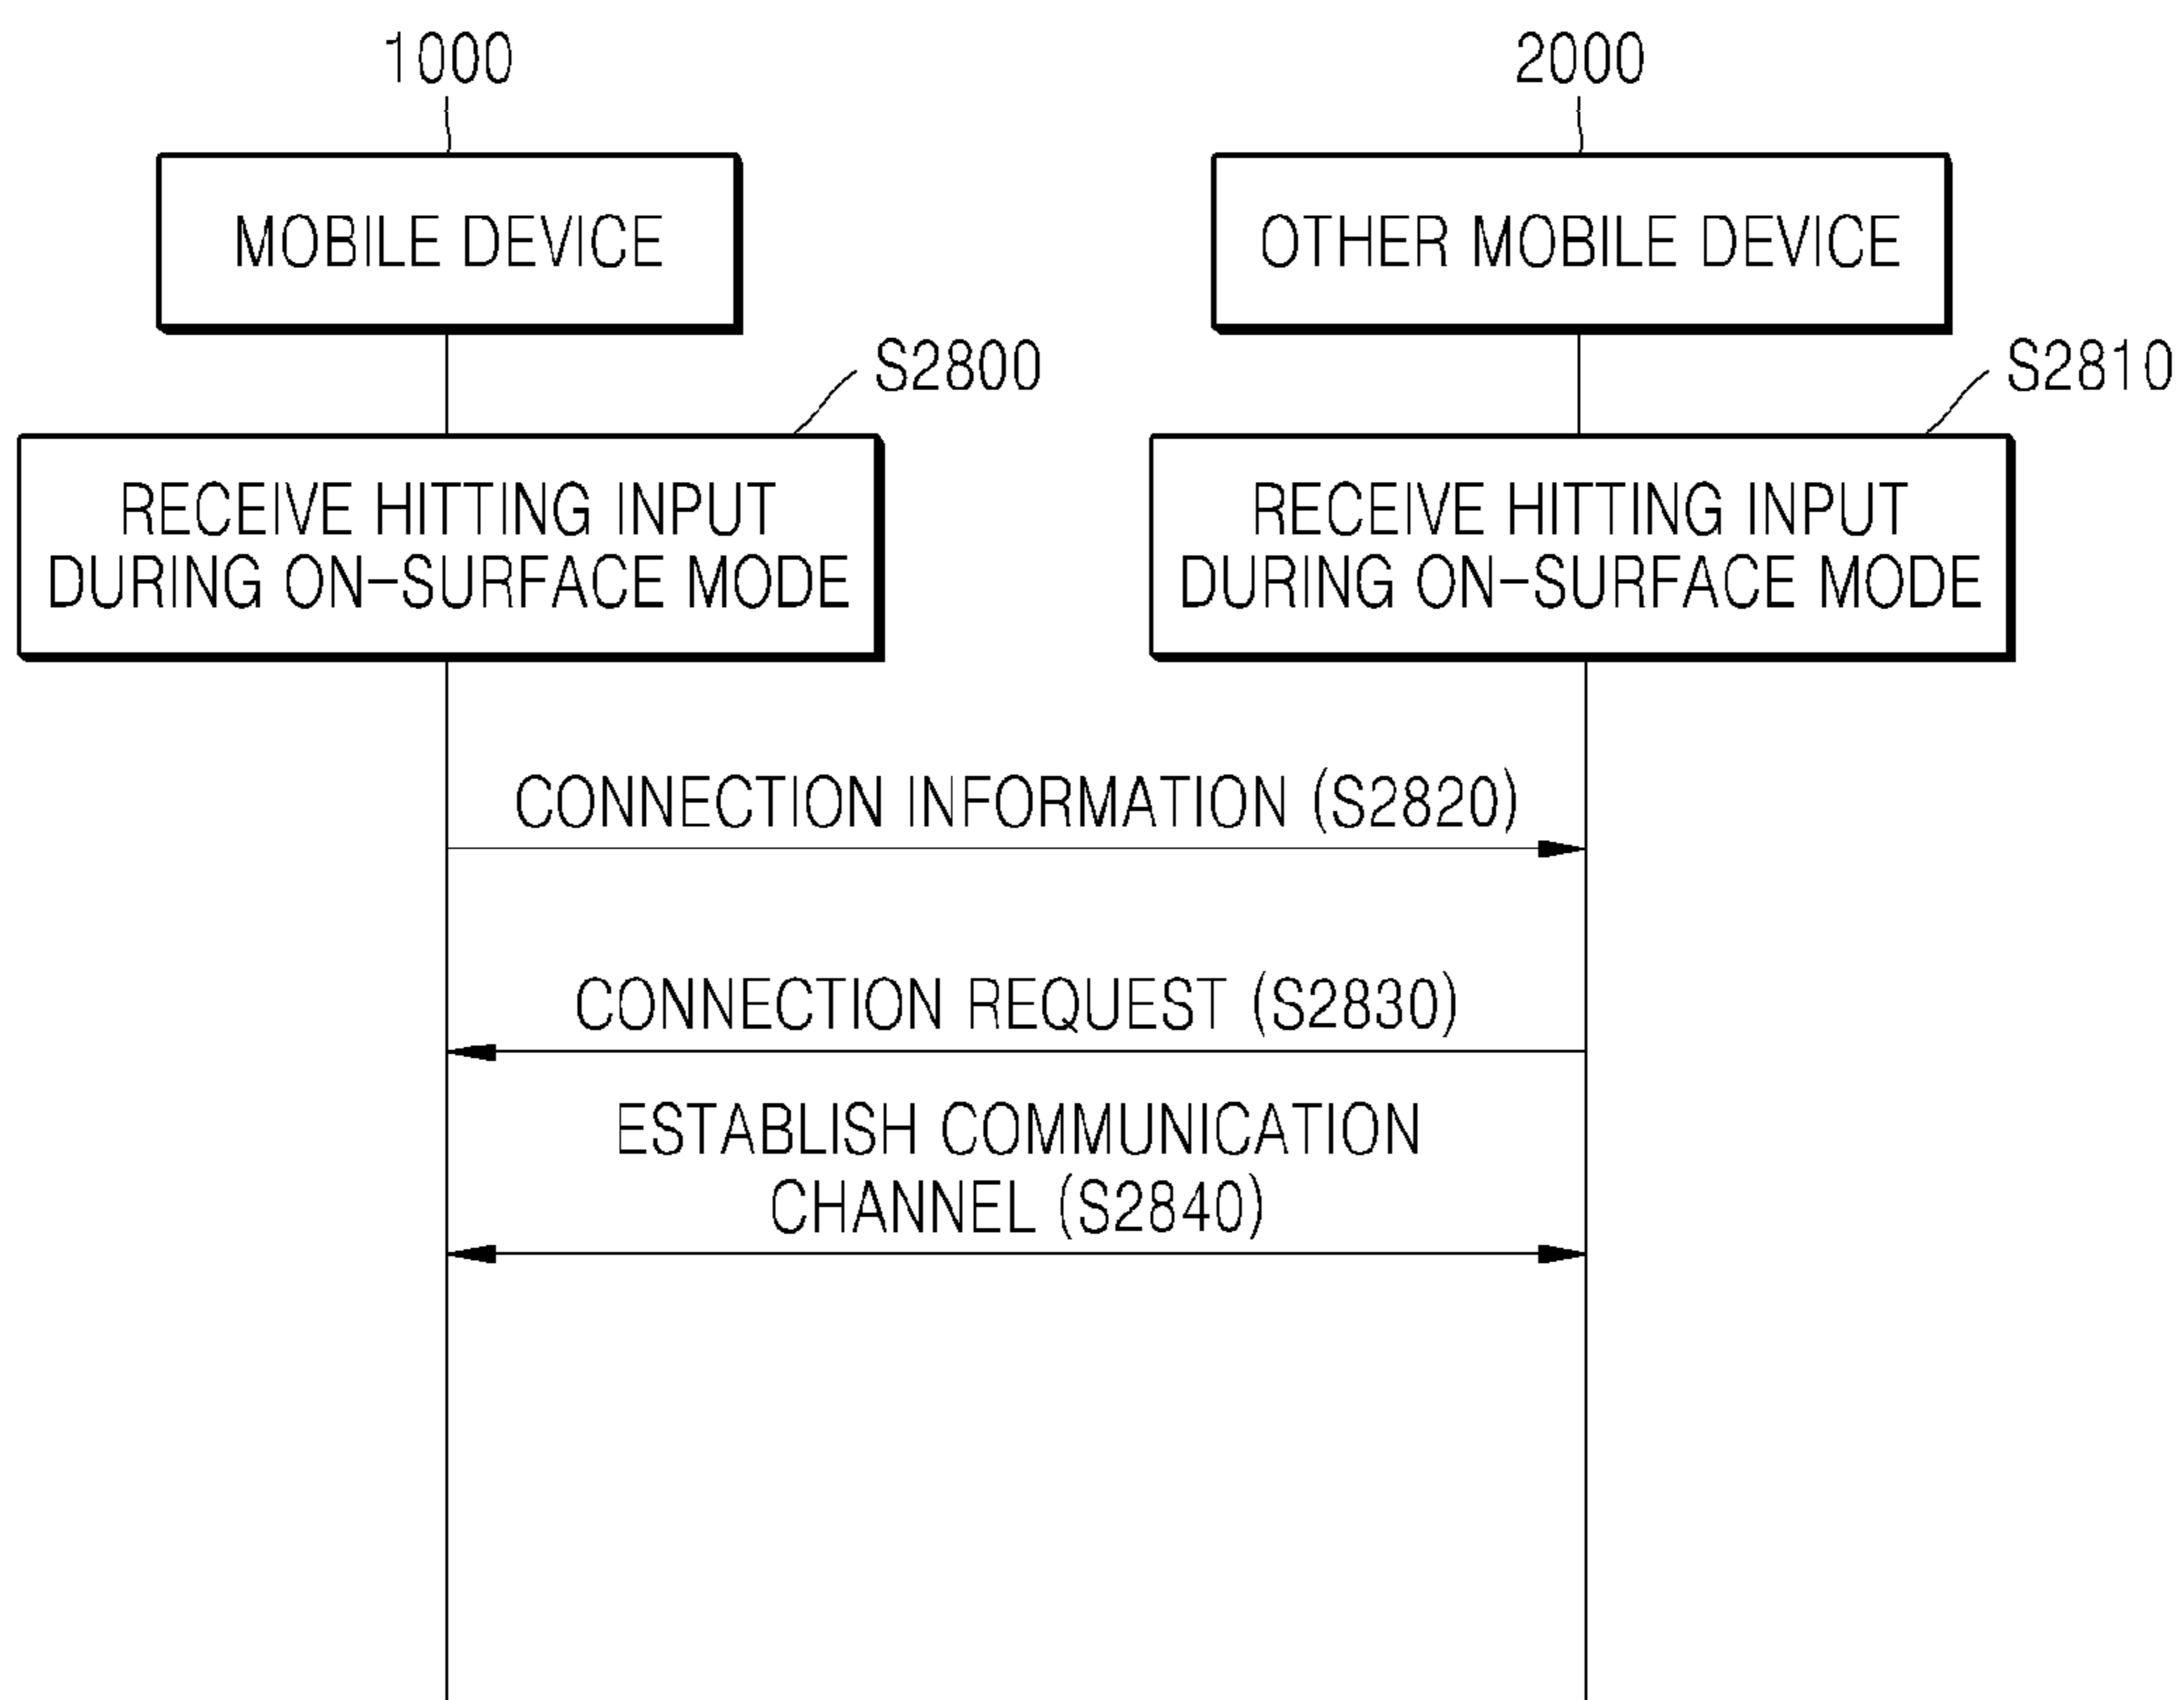 1000
2000
MOBILE DEVICE
OTHER MOBILE DEVICE
S2800
S2810
RECEIVE HITTING INPUT
DURING ON-SURFACE MODE
RECEIVE HITTING INPUT
DURING ON-SURFACE MODE
CONNECTION INFORMATION (S2820)
CONNECTION REQUEST (S2830)
ESTABLISH COMMUNICATION
CHANNEL (S2840)